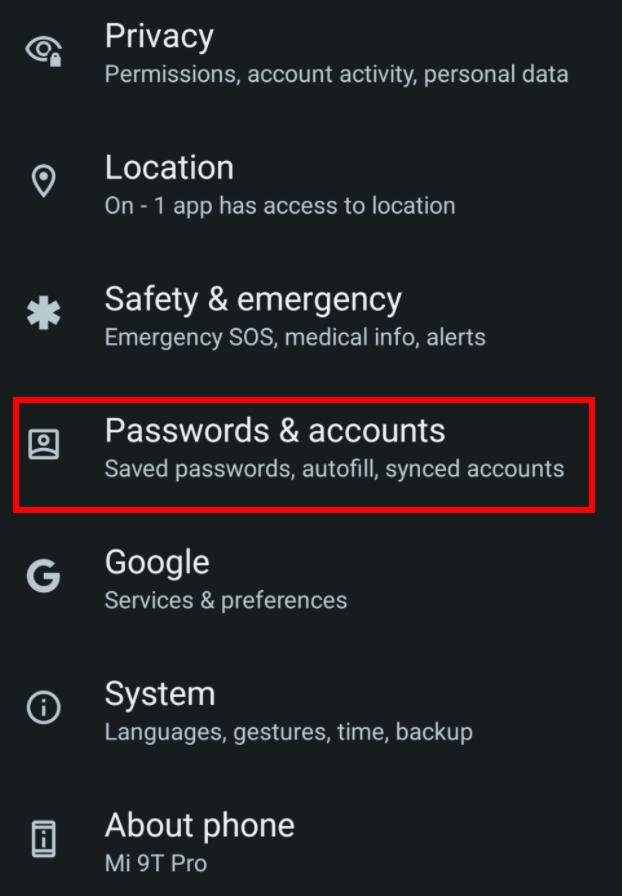 Privacy
Permissions, account activity, personal data
Location
On - 1 app has access to location
Safety & emergency
Emergency SOS, medical info, alerts
Passwords & accounts
Saved passwords, autofill, synced accounts
Google
Services & preferences
System
Languages, gestures, time, backup
About phone
Mi 9T Pro